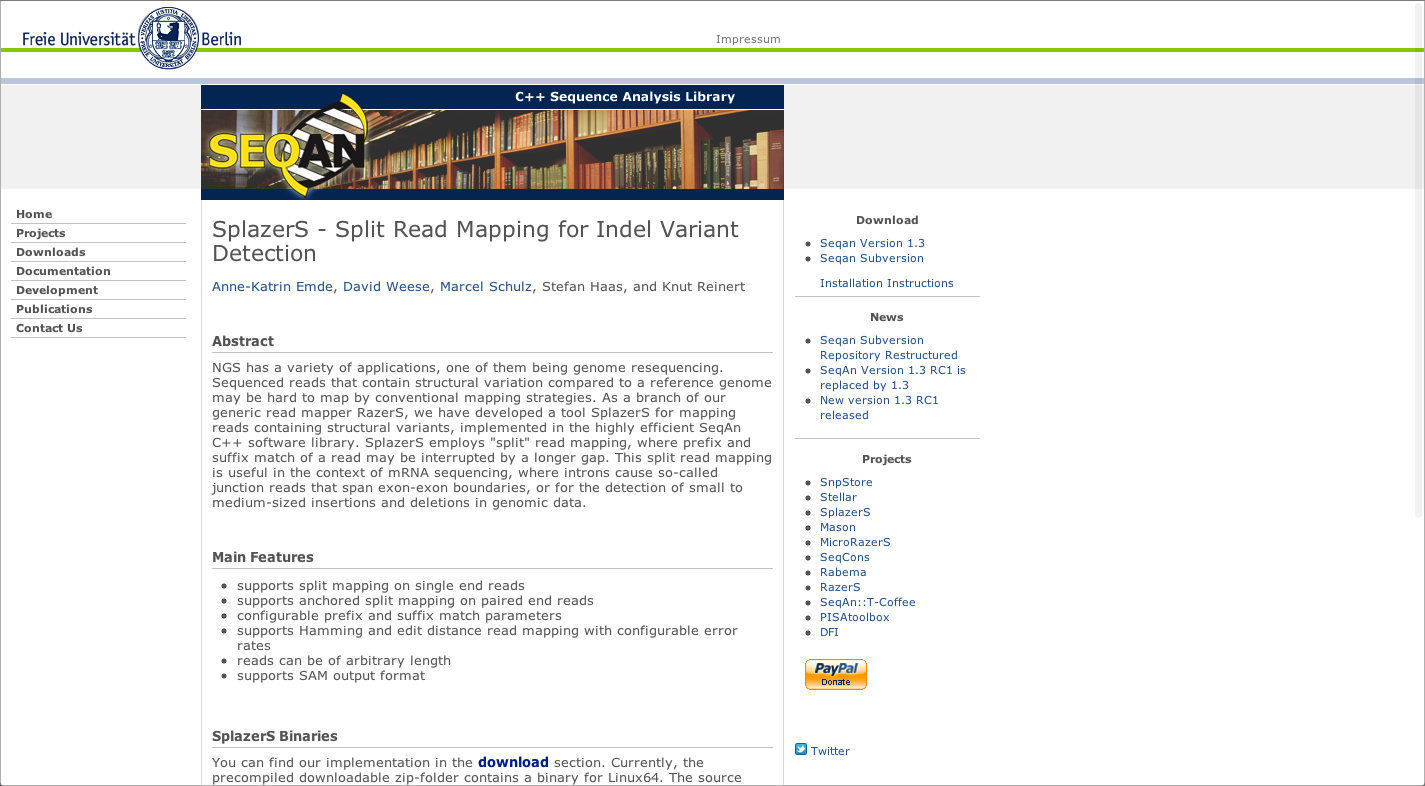 Freie Universität Berlin
Impressum
C++ Sequence Analysis Library
SEQAN
Home
Projects
Downloads
Documentation
Development
Publications
Contact Us
SplazerS - Split Read Mapping for Indel Variant
Detection
Anne-Katrin Emde, David Weese, Marcel Schulz, Stefan Haas, and Knut Reinert
Abstract
NGS has a variety of applications, one of them being genome resequencing.
Sequenced reads that contain structural variation compared to a reference genome
may be hard to map by conventional mapping strategies. As a branch of our
generic read mapper RazerS, we have developed a tool SplazerS for mapping
reads containing structural variants, implemented in the highly efficient SeqAn
C++ software library. SplazerS employs "split" read mapping, where prefix and
suffix match of a read may be interrupted by a longer gap. This split read mapping
is useful in the context of mRNA sequencing, where introns cause so-called
junction reads that span exon-exon boundaries, or for the detection of small to
medium-sized insertions and deletions in genomic data.
Main Features
supports split mapping on single end reads
supports anchored split mapping on paired end reads
configurable prefix and suffix match parameters
supports Hamming and edit distance read mapping with configurable error
rates
reads can be of arbitrary length
supports SAM output format
SplazerS Binaries
You can find our implementation in the download section. Currently, the
precompiled downloadable zip-folder contains a binary for Linux64. The source
Download
Seqan Version 1.3
Seqan Subversion
Installation Instructions
News
Seqan Subversion
Repository Restructured
SeqAn Version 1.3 RC1 is
replaced by 1.3
New version 1.3 RC1
released
Projects
SnpStore
Stellar
SplazerS
Mason
MicroRazerS
SeqCons
Rabema
RazerS
SeqAn::T-Coffee
PISAtoolbox
DFI
PayPal
Donate
Twitter